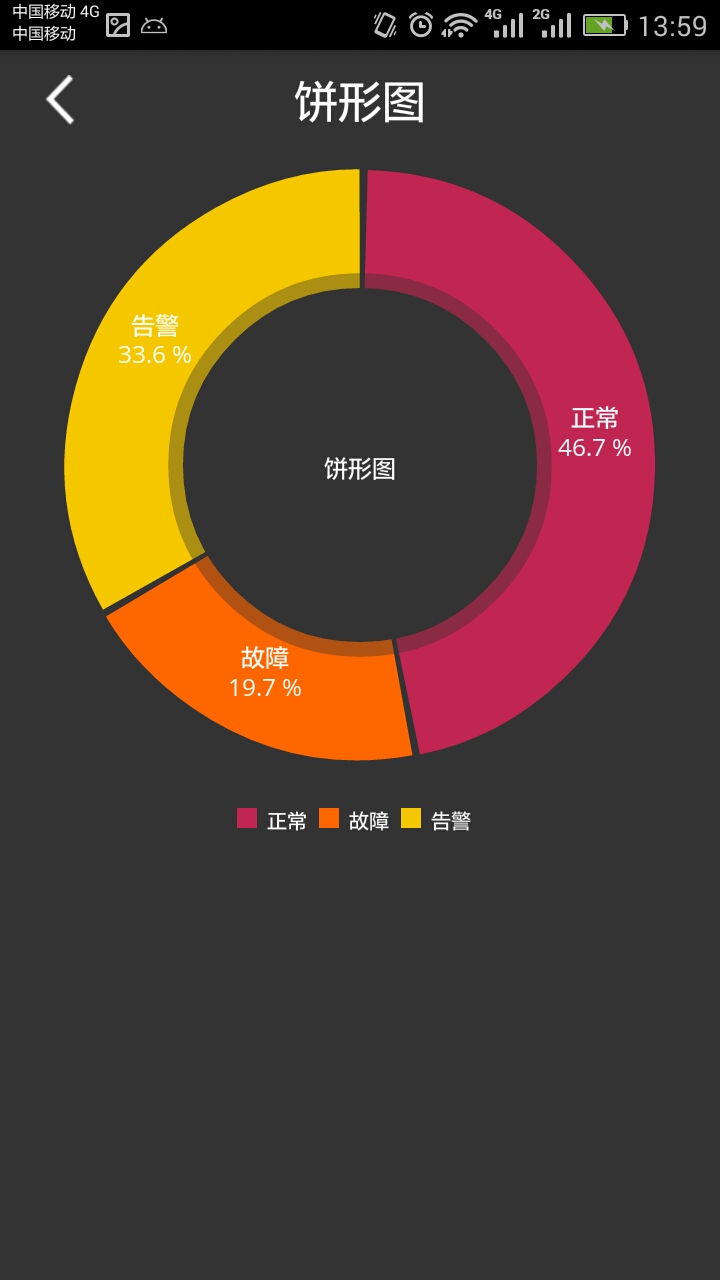 中国移动 4G
中国移动
4G 2G 13:59
饼形图
告警
33.6 %
正常
46.7 %
饼形图
故障
19.7 %
正常 故障 告警